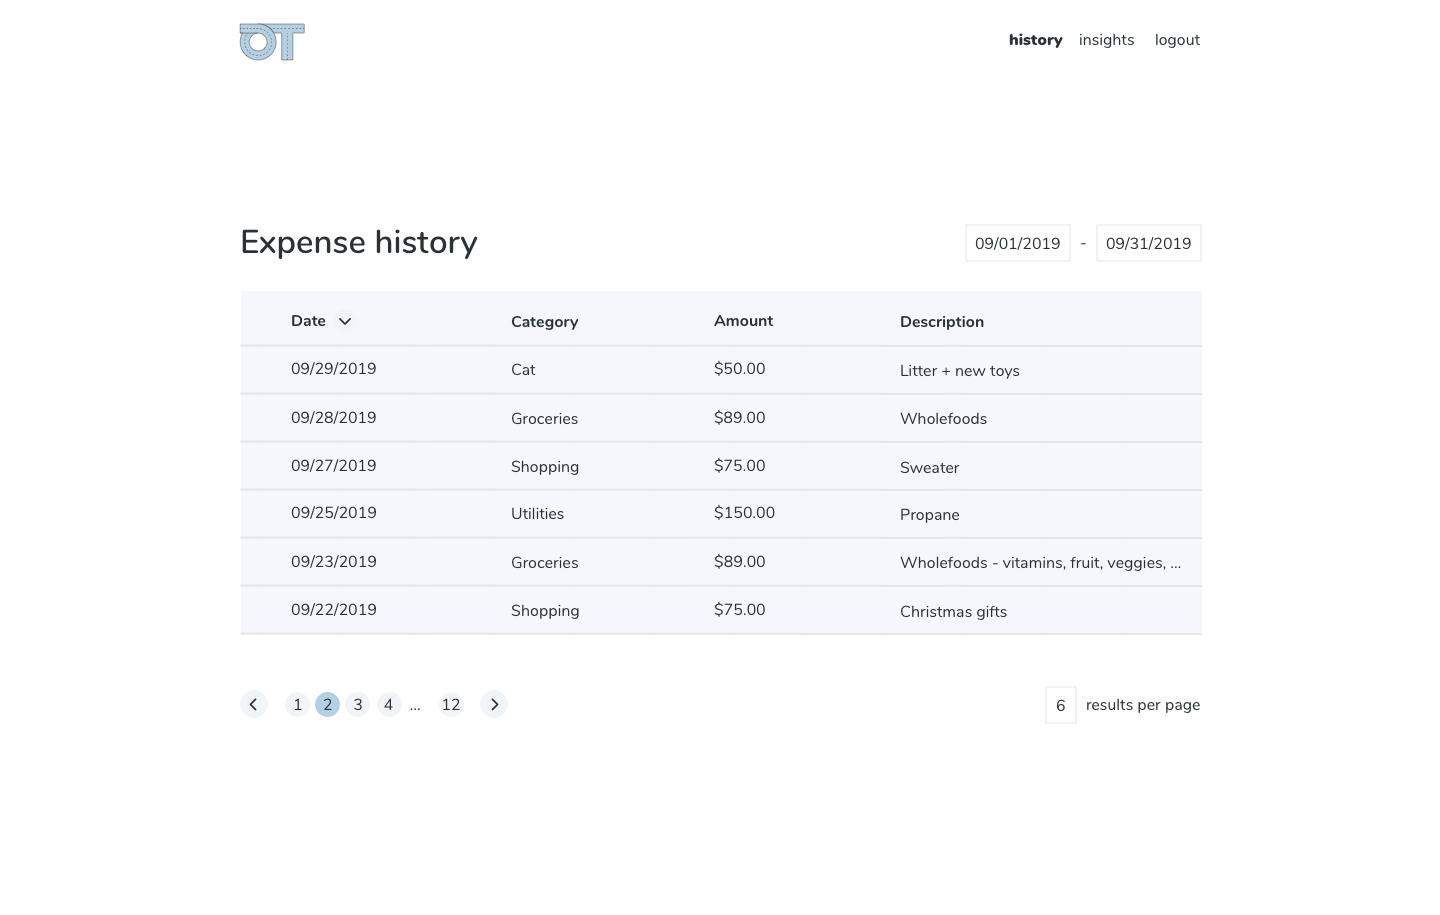 OT
history insights logout
Expense history 09/01/2019 - 09/31/2019
Date Category Amount Description
09/29/2019 Cat $50.00 Litter + new toys
09/28/2019 Groceries $89.00 Wholefoods
09/27/2019 Shopping $75.00 Sweater
09/25/2019 Utilities $150.00 Propane
09/23/2019 Groceries $89.00 Wholefoods - vitamins, fruit, veggies, ...
09/22/2019 Shopping $75.00 Christmas gifts
1 2 3 4 ... 12 6 results per page